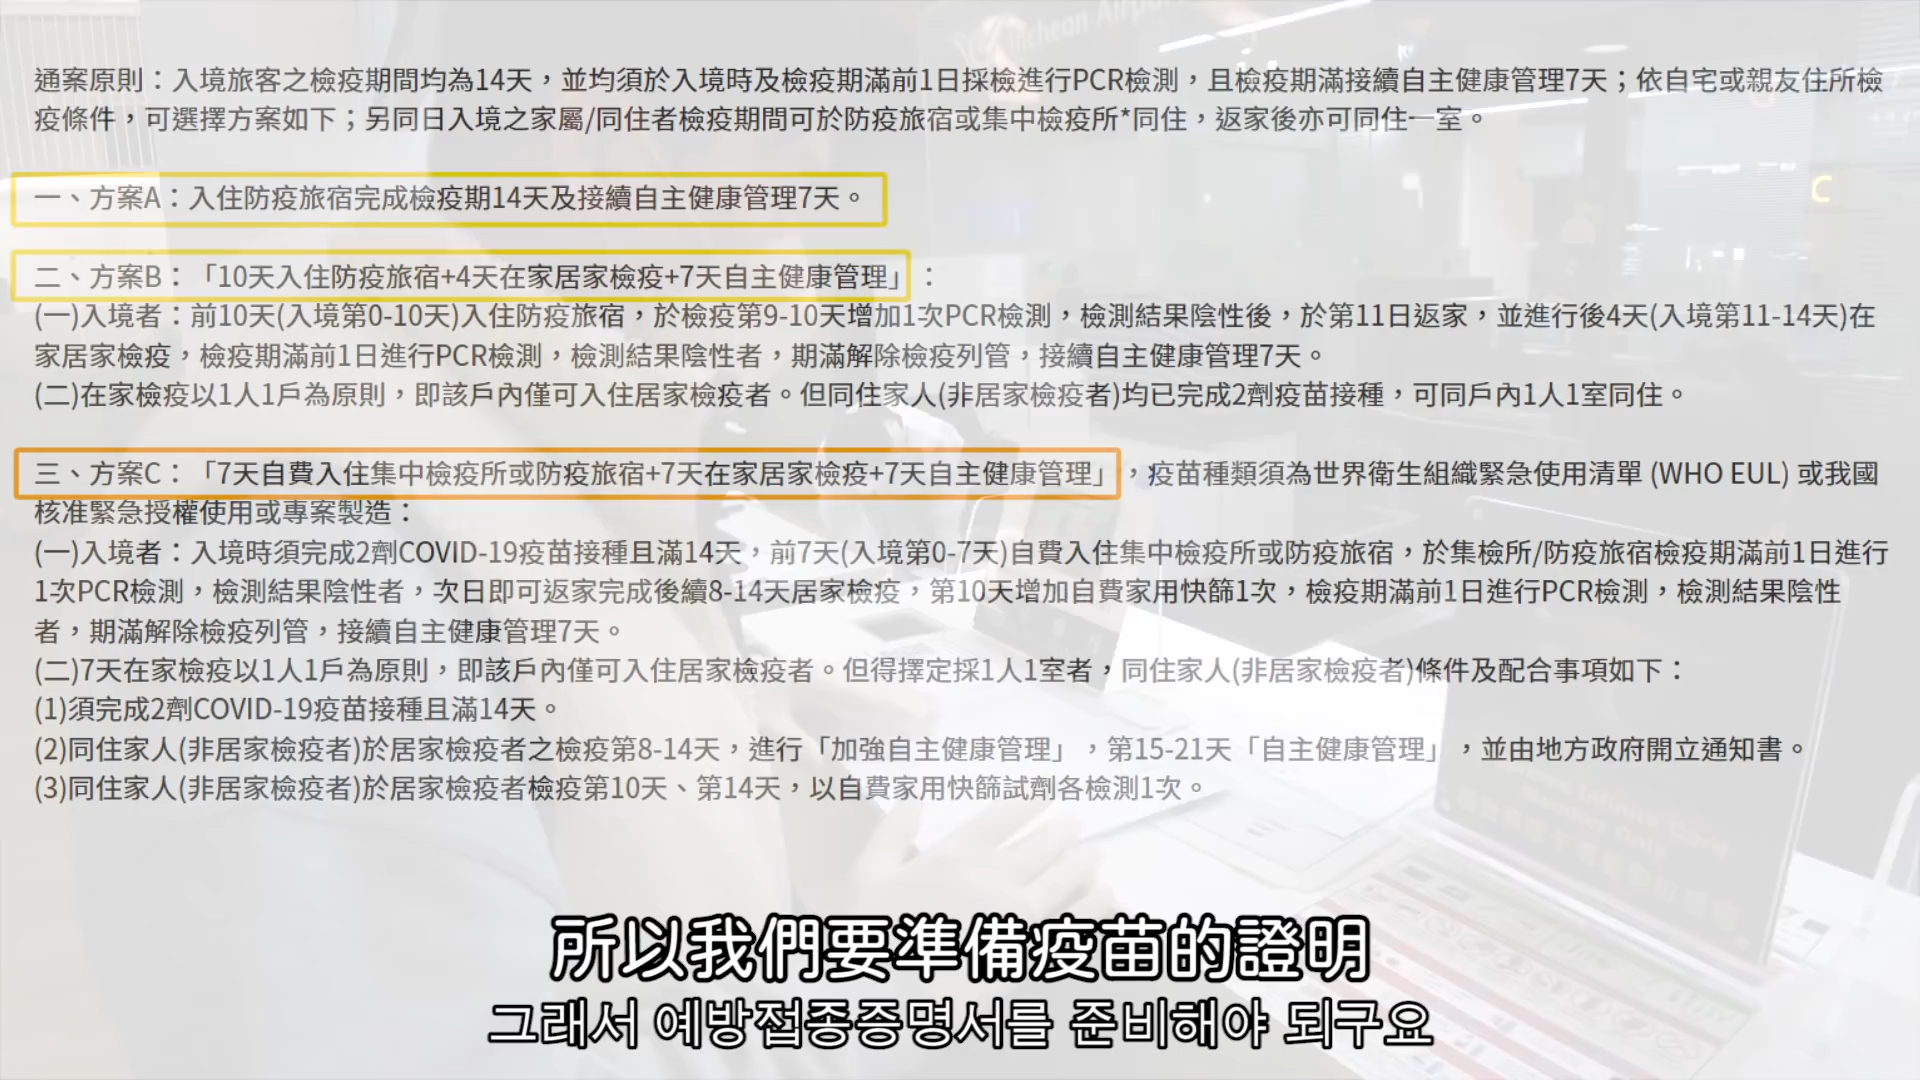 Incheon Airport
通案原則：入境旅客之檢疫期間均為14天，並均須於入境時及檢疫期滿前1日採檢進行PCR檢測，且檢疫期滿接續自主健康管理7天；依自宅或親友住所檢
疫條件，可選擇方案如下；另同日入境之家屬/同住者檢疫期間可於防疫旅宿或集中檢疫所*同住，返家後亦可同住一室。
一、方案A：入住防疫旅宿完成檢疫期14天及接續自主健康管理7天。
二、方案B：「10天入住防疫旅宿+4天在家居家檢疫+7天自主健康管理」：
(一)入境者：前10天(入境第0-10天)入住防疫旅宿，於檢疫第9-10天增加1次PCR檢測，檢測結果陰性後，於第11日返家，並進行後4天(入境第11-14天)在
家居家檢疫，檢疫期滿前1日進行PCR檢測，檢測結果陰性者，期滿解除檢疫列管，接續自主健康管理7天。
(二)在家檢疫以1人1戶為原則，即該戶內僅可入住居家檢疫者。但同住家人(非居家檢疫者)均已完成2劑疫苗接種，可同戶內1人1室同住。
三、方案C：「7天自費入住集中檢疫所或防疫旅宿+7天在家居家檢疫+7天自主健康管理」，疫苗種類須為世界衛生組織緊急使用清單 (WHO EUL) 或我國
核准緊急授權使用或專案製造：
(一)入境者：入境時須完成2劑COVID-19疫苗接種且滿14天，前7天(入境第0-7天)自費入住集中檢疫所或防疫旅宿，於集檢所/防疫旅宿檢疫期滿前1日進行
1次PCR檢測，檢測結果陰性者，次日即可返家完成後續8-14天居家檢疫，第10天增加自費家用快篩1次，檢疫期滿前1日進行PCR檢測，檢測結果陰性
者，期滿解除檢疫列管，接續自主健康管理7天。
(二)7天在家檢疫以1人1戶為原則，即該戶內僅可入住居家檢疫者。但得擇定採1人1室者，同住家人(非居家檢疫者)條件及配合事項如下：
(1)須完成2劑COVID-19疫苗接種且滿14天。
(2)同住家人(非居家檢疫者)於居家檢疫者之檢疫第8-14天，進行「加強自主健康管理」，第15-21天「自主健康管理」，並由地方政府開立通知書。
(3)同住家人(非居家檢疫者)於居家檢疫者檢疫第10天、第14天，以自費家用快篩試劑各檢測1次。
C
所以我們要準備疫苗的證明
그래서 예방접종증명서를 준비해야 되구요